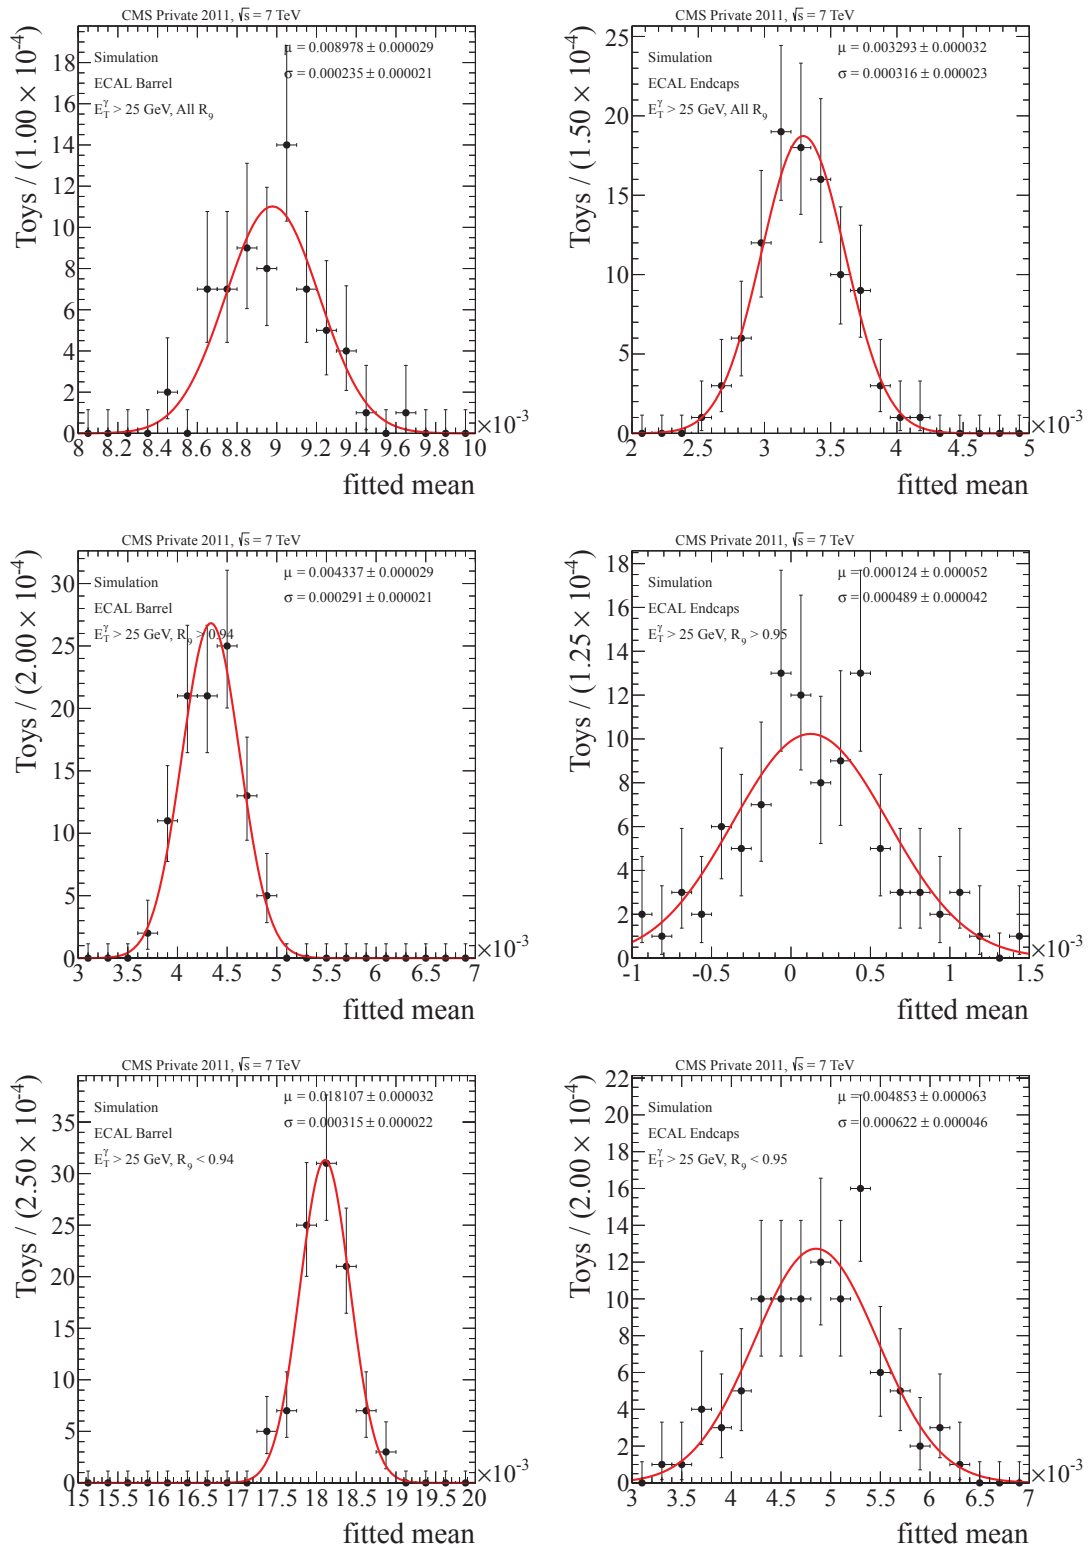 CMS Private 2011, √s = 7 TeV
Simulation
ECAL Barrel
E_T^γ > 25 GeV, All R_9
μ = 0.008978 ± 0.000029
σ = 0.000235 ± 0.000021
Toys / (1.00 × 10^-4)
18
16
14
12
10
8
6
4
2
0
8 8.2 8.4 8.6 8.8 9 9.2 9.4 9.6 9.8 10
×10^-3
fitted mean
CMS Private 2011, √s = 7 TeV
Simulation
ECAL Endcaps
E_T^γ > 25 GeV, All R_9
μ = 0.003293 ± 0.000032
σ = 0.000316 ± 0.000023
Toys / (1.50 × 10^-4)
25
20
15
10
5
0
2 2.5 3 3.5 4 4.5 5
×10^-3
fitted mean
CMS Private 2011, √s = 7 TeV
Simulation
ECAL Barrel
E_T^γ > 25 GeV, R_9 > 0.94
μ = 0.004337 ± 0.000029
σ = 0.000291 ± 0.000021
Toys / (2.00 × 10^-4)
30
25
20
15
10
5
0
3 3.5 4 4.5 5 5.5 6 6.5 7
×10^-3
fitted mean
CMS Private 2011, √s = 7 TeV
Simulation
ECAL Endcaps
E_T^γ > 25 GeV, R_9 > 0.95
μ = 0.000124 ± 0.000052
σ = 0.000489 ± 0.000042
Toys / (1.25 × 10^-4)
18
16
14
12
10
8
6
4
2
0
-1 -0.5 0 0.5 1 1.5
×10^-3
fitted mean
CMS Private 2011, √s = 7 TeV
Simulation
ECAL Barrel
E_T^γ > 25 GeV, R_9 < 0.94
μ = 0.018107 ± 0.000032
σ = 0.000315 ± 0.000022
Toys / (2.50 × 10^-4)
35
30
25
20
15
10
5
0
15 15.5 16 16.5 17 17.5 18 18.5 19 19.5 20
×10^-3
fitted mean
CMS Private 2011, √s = 7 TeV
Simulation
ECAL Endcaps
E_T^γ > 25 GeV, R_9 < 0.95
μ = 0.004853 ± 0.000063
σ = 0.000622 ± 0.000046
Toys / (2.00 × 10^-4)
22
20
18
16
14
12
10
8
6
4
2
0
3 3.5 4 4.5 5 5.5 6 6.5 7
×10^-3
fitted mean